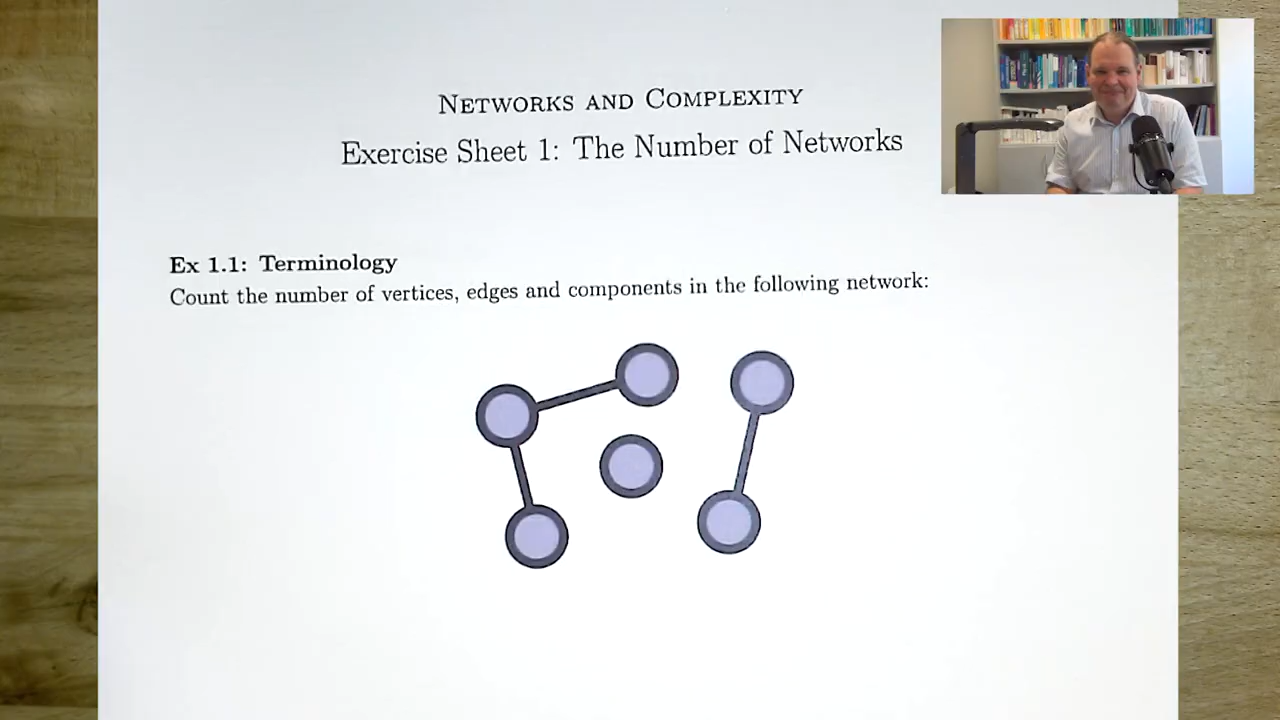 Networks and Complexity
Exercise Sheet 1: The Number of Networks
Ex 1.1: Terminology
Count the number of vertices, edges and components in the following network: